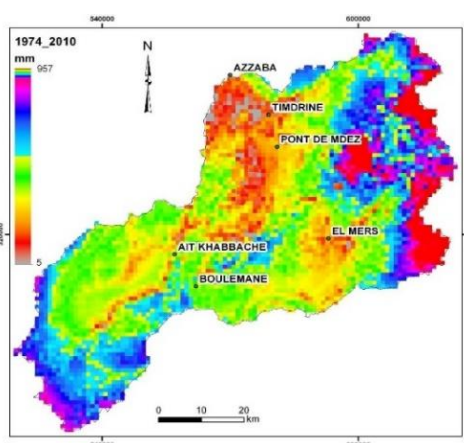 540000 600000
1974_2010
mm
N
957
AZZABA
TIMDRINE
PONT DE MDEZ
EL MERS
AIT KHABBACHE
5
BOULEMANE
0 10 20
km